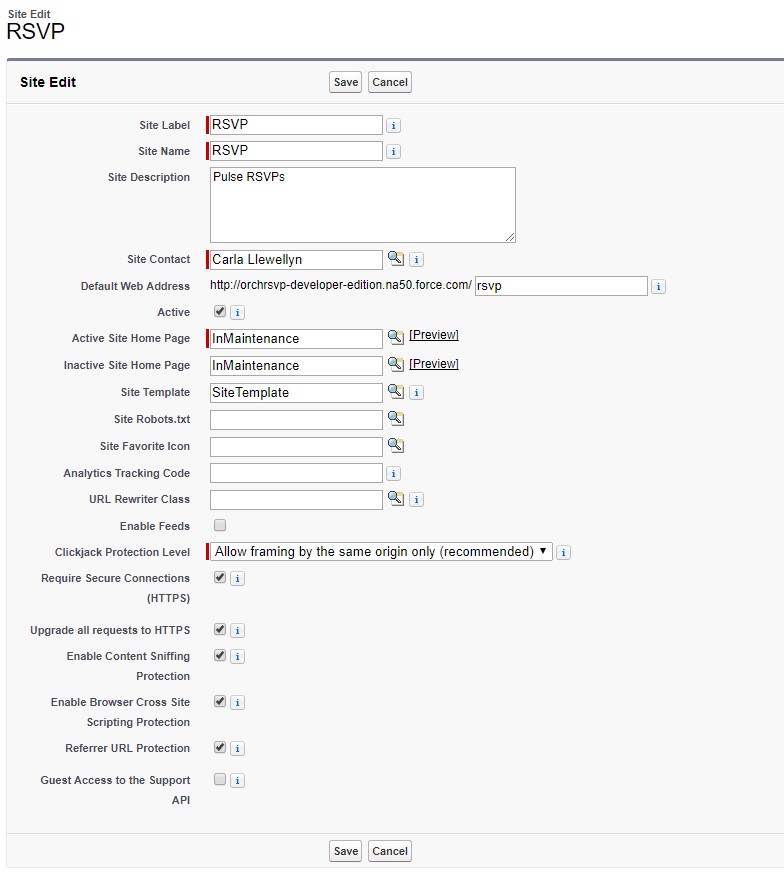 Site Edit
RSVP
Site Edit Save Cancel
Site Label RSVP i
Site Name RSVP i
Site Description Pulse RSVPs
Site Contact Carla Llewellyn i
Default Web Address http://orchrsvp-developer-edition.na50.force.com/ rsvp i
Active i
Active Site Home Page InMaintenance [Preview]
Inactive Site Home Page InMaintenance [Preview]
Site Template SiteTemplate i
Site Robots.txt
Site Favorite Icon
Analytics Tracking Code i
URL Rewriter Class i
Enable Feeds
Clickjack Protection Level Allow framing by the same origin only (recommended) i
Require Secure Connections i
(HTTPS)
Upgrade all requests to HTTPS i
Enable Content Sniffing i
Protection
Enable Browser Cross Site i
Scripting Protection
Referrer URL Protection i
Guest Access to the Support i
API
Save Cancel